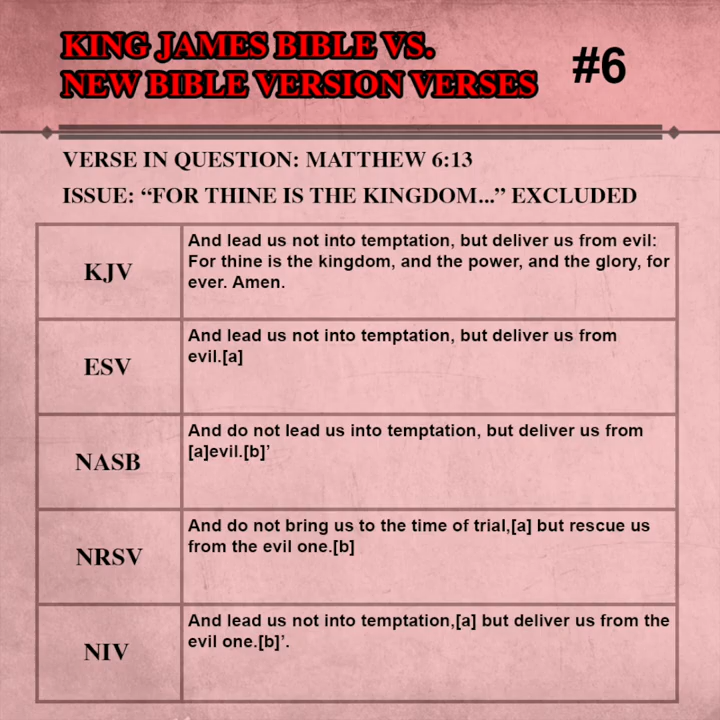 KING JAMES BIBLE VS.
NEW BIBLE VERSION VERSES
#6
VERSE IN QUESTION: MATTHEW 6:13
ISSUE: “FOR THINE IS THE KINGDOM...” EXCLUDED
KJV
And lead us not into temptation, but deliver us from evil:
For thine is the kingdom, and the power, and the glory, for
ever. Amen.
ESV
And lead us not into temptation, but deliver us from
evil.[a]
NASB
And do not lead us into temptation, but deliver us from
[a]evil.[b]’
NRSV
And do not bring us to the time of trial,[a] but rescue us
from the evil one.[b]
NIV
And lead us not into temptation,[a] but deliver us from the
evil one.[b]’.